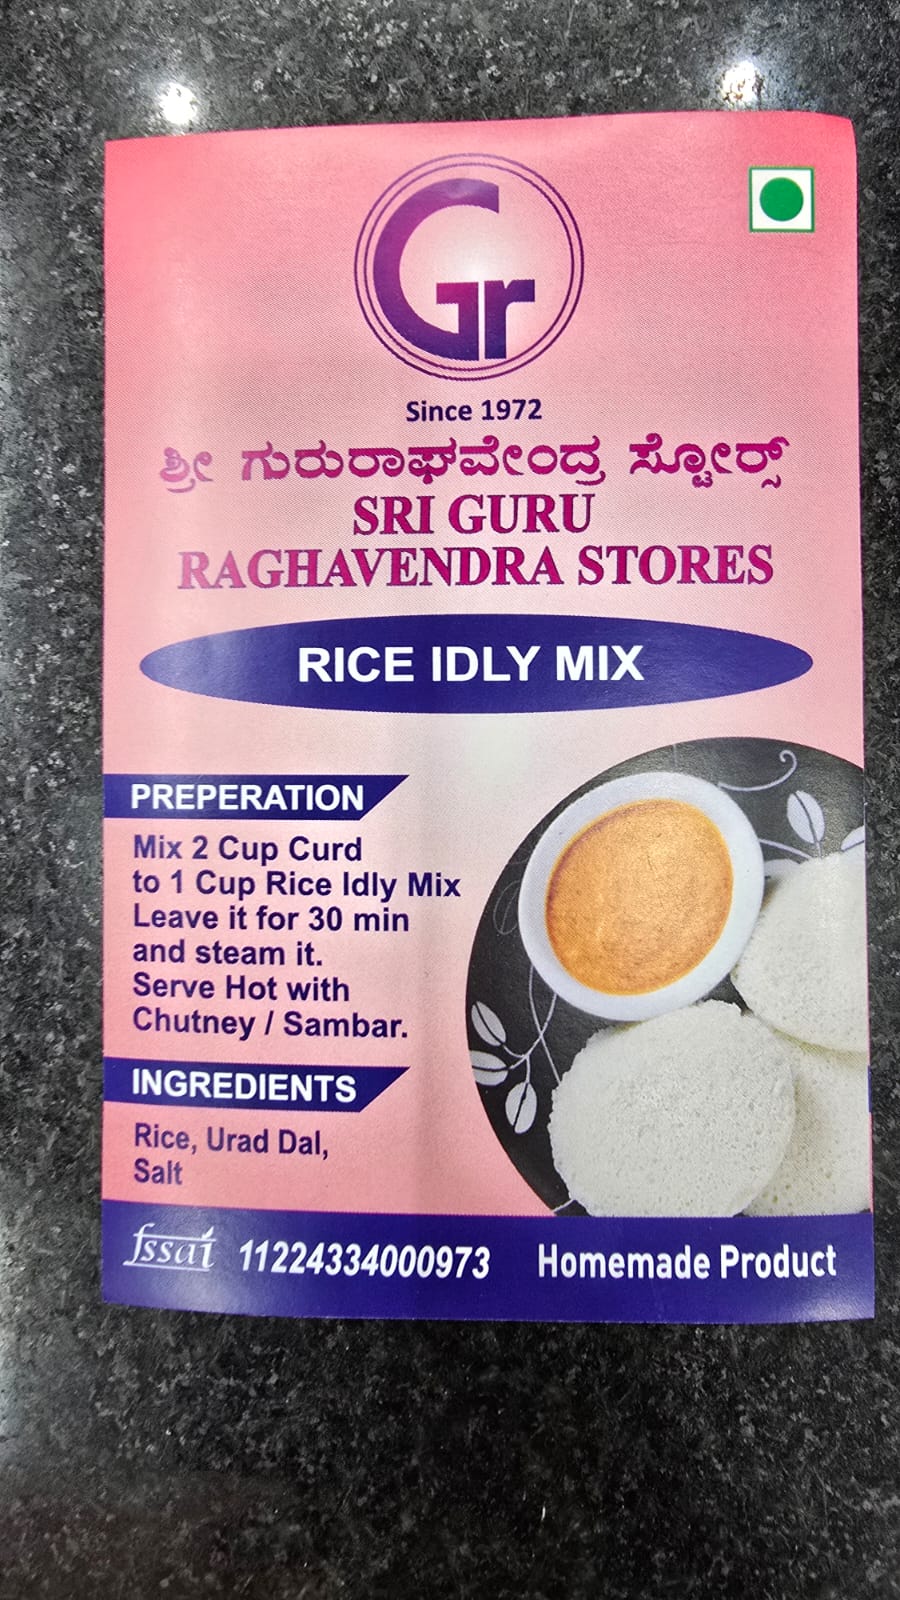 Gr
Since 1972
ಶ್ರೀ ಗುರುರಾಘವೇಂದ್ರ ಸ್ಟೋರ್ಸ್
SRI GURU
RAGHAVENDRA STORES
RICE IDLY MIX
PREPERATION
Mix 2 Cup Curd
to 1 Cup Rice Idly Mix
Leave it for 30 min
and steam it.
Serve Hot with
Chutney / Sambar.
INGREDIENTS
Rice, Urad Dal,
Salt
fssai 11224334000973 Homemade Product